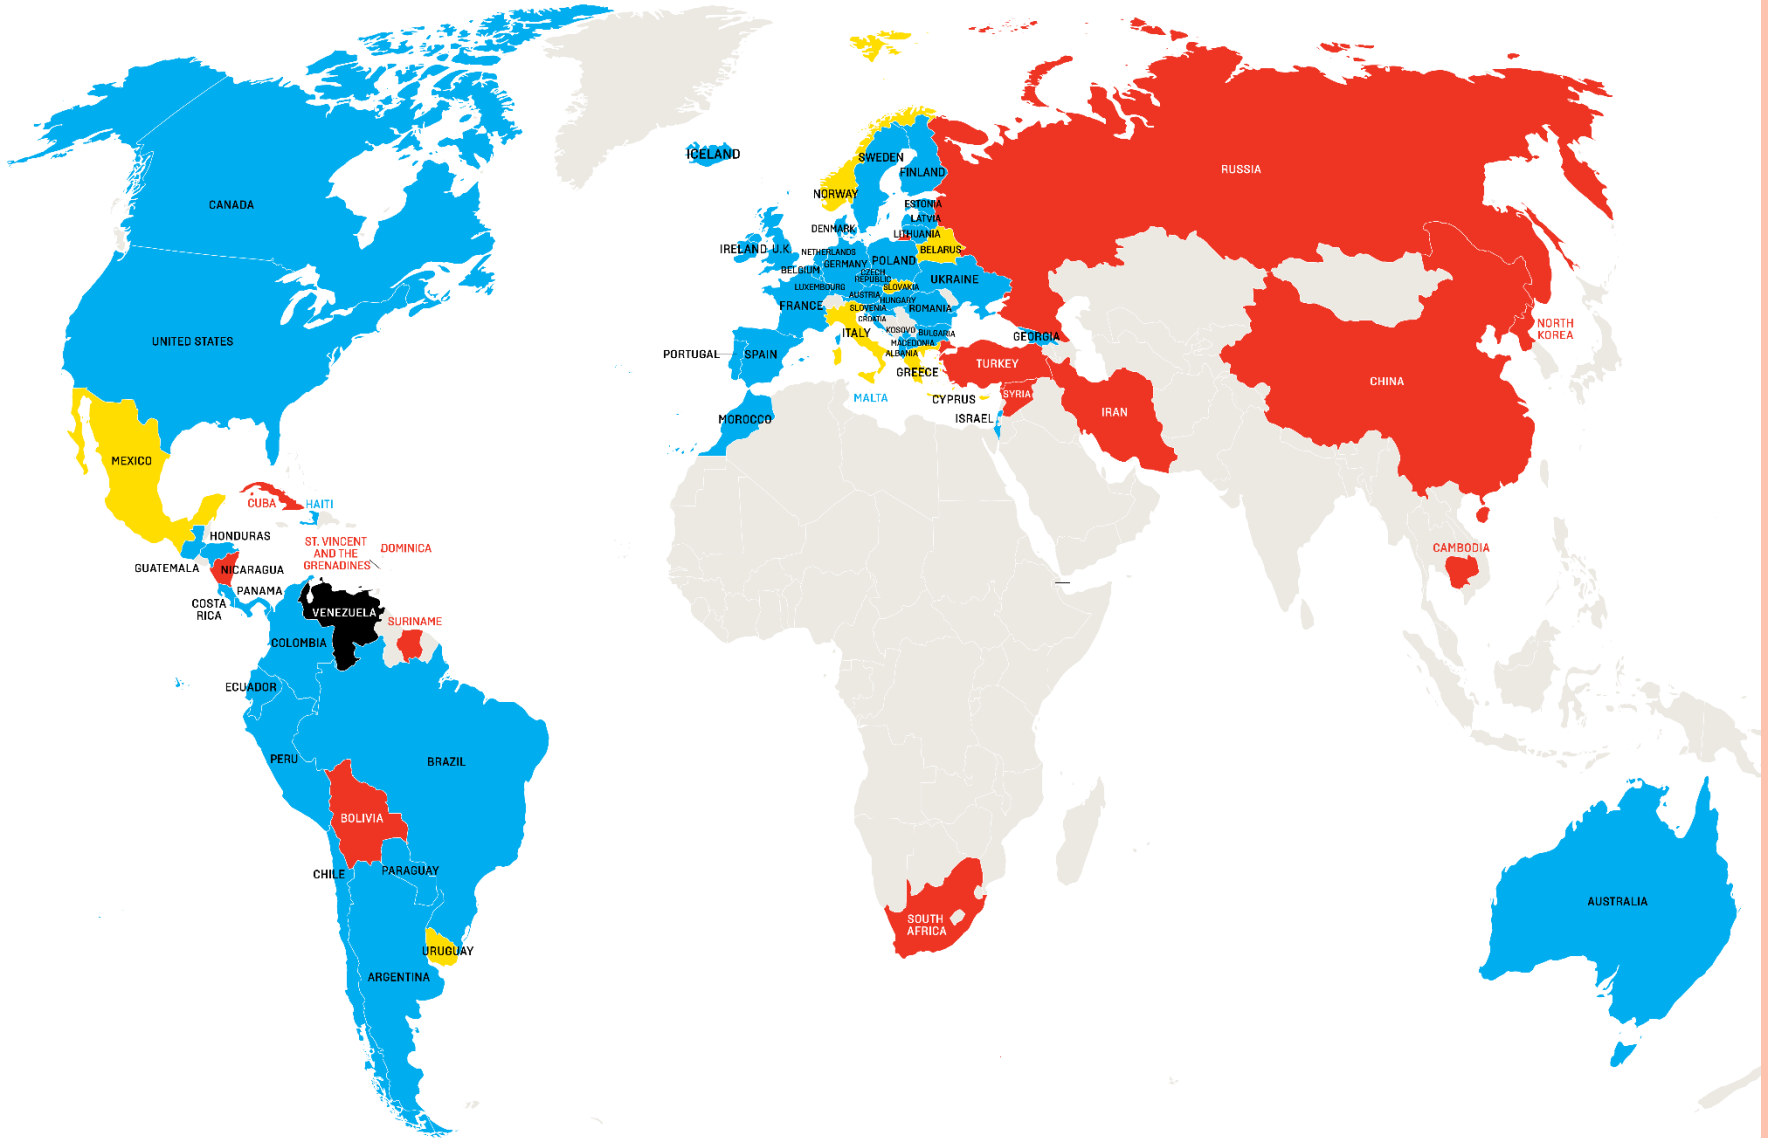 ICELAND
SWEDEN
FINLAND
RUSSIA
CANADA
NORWAY
ESTONIA
LATVIA
DENMARK
LITHUANIA
IRELAND
U.K.
NETHERLANDS
BELARUS
GERMANY
POLAND
BELGIUM
CZECH
REPUBLIC
UKRAINE
LUXEMBOURG
SLOVAKIA
AUSTRIA
HUNGARY
FRANCE
SLOVENIA
ROMANIA
CROATIA
ITALY
KOSOVO
BULGARIA
UNITED STATES
MACEDONIA
GEORGIA
NORTH
KOREA
PORTUGAL
SPAIN
ALBANIA
GREECE
TURKEY
CHINA
MALTA
CYPRUS
SYRIA
IRAN
MOROCCO
ISRAEL
MEXICO
CUBA
HAITI
HONDURAS
ST. VINCENT
AND THE
GRENADINES
DOMINICA
GUATEMALA
NICARAGUA
CAMBODIA
PANAMA
COSTA
RICA
VENEZUELA
SURINAME
COLOMBIA
ECUADOR
PERU
BRAZIL
BOLIVIA
CHILE
PARAGUAY
AUSTRALIA
SOUTH
AFRICA
URUGUAY
ARGENTINA